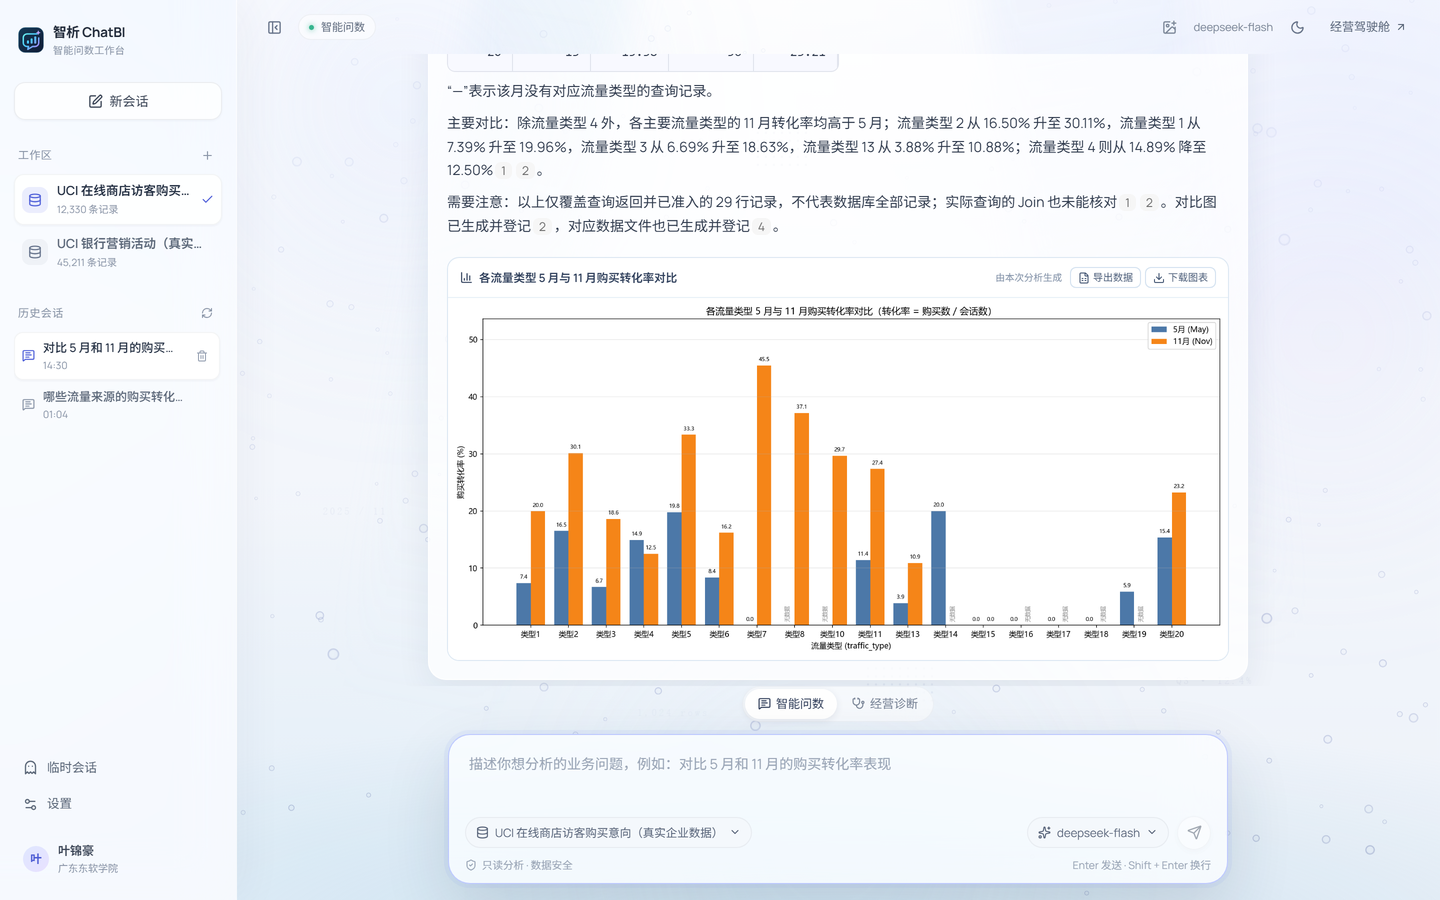 智析 ChatBI
智能问数工作台
新会话
工作区
UCI 在线商店访客购买...
12,330 条记录
UCI 银行营销活动（真实...
45,211 条记录
历史会话
对比 5 月和 11 月的购买...
14:30
哪些流量来源的购买转化...
01:04
临时会话
设置
叶
叶锦豪
广东东软学院
智能问数
deepseek-flash
经营驾驶舱
“—”表示该月没有对应流量类型的查询记录。
主要对比：除流量类型 4 外，各主要流量类型的 11 月转化率均高于 5 月；流量类型 2 从 16.50% 升至 30.11%，流量类型 1 从
7.39% 升至 19.96%，流量类型 3 从 6.69% 升至 18.63%，流量类型 13 从 3.88% 升至 10.88%；流量类型 4 则从 14.89% 降至
12.50% 1 2 。
需要注意：以上仅覆盖查询返回并已准入的 29 行记录，不代表数据库全部记录；实际查询的 Join 也未能核对 1 2 。对比图
已生成并登记 2 ，对应数据文件也已生成并登记 4 。
各流量类型 5 月与 11 月购买转化率对比
由本次分析生成
导出数据
下载图表
各流量类型 5 月与 11 月购买转化率对比（转化率 = 购买数 / 会话数）
5月 (May)
11月 (Nov)
购买转化率 (%)
50
40
30
20
10
0
7.4 20.0
16.5 30.1
6.7 18.6
14.9 12.5
19.8 33.3
8.4 16.2
0.0 45.5
无数据 37.1
无数据 29.7
11.4 27.4
3.9 10.9
20.0 无数据
0.0 0.0
0.0 无数据
0.0 无数据
0.0 无数据
5.9 无数据
15.4 23.2
类型1 类型2 类型3 类型4 类型5 类型6 类型7 类型8 类型10 类型11 类型13 类型14 类型15 类型16 类型17 类型18 类型19 类型20
流量类型 (traffic_type)
智能问数
经营诊断
描述你想分析的业务问题，例如：对比 5 月和 11 月的购买转化率表现
UCI 在线商店访客购买意向（真实企业数据）
deepseek-flash
只读分析 · 数据安全
Enter 发送 · Shift + Enter 换行